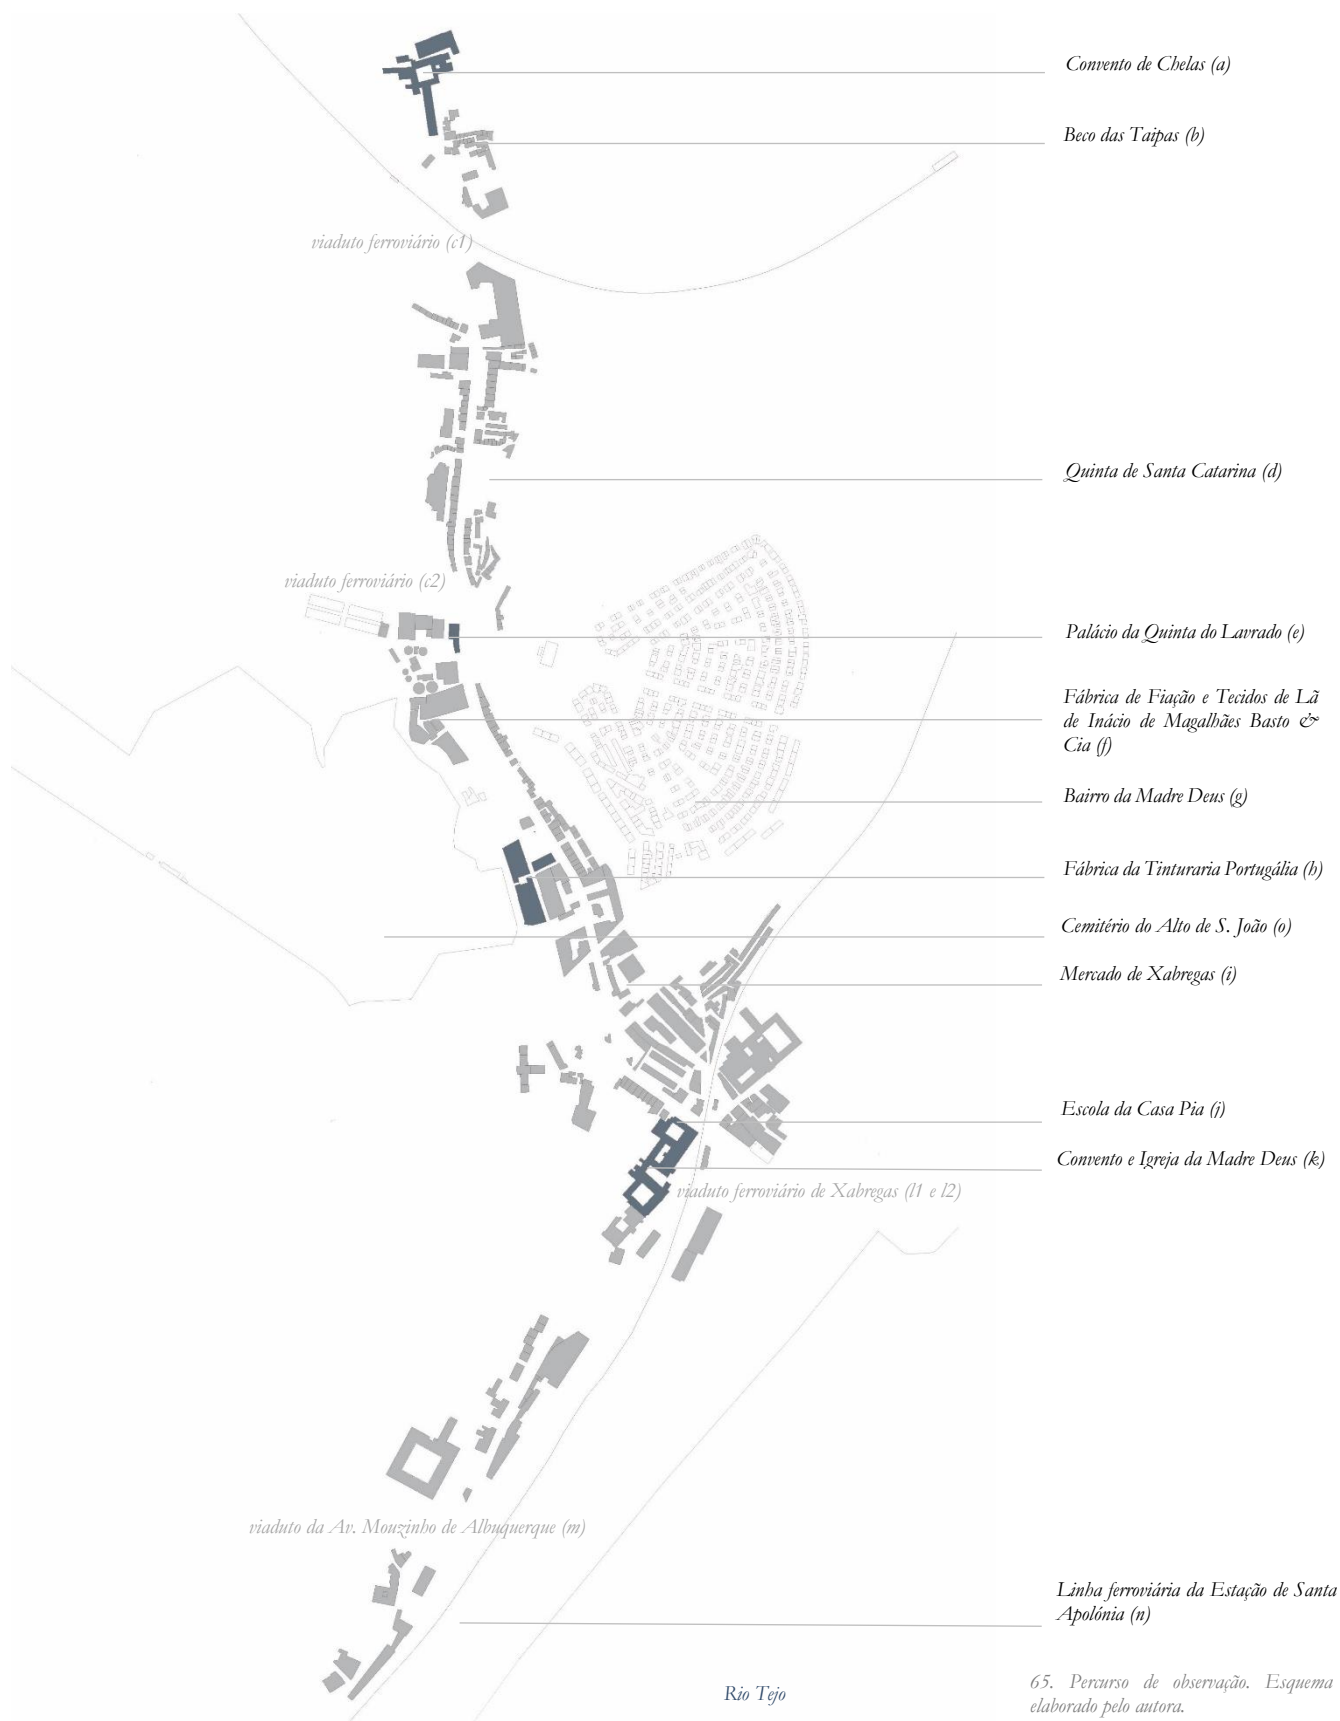 Convento de Chelas (a)
Beco das Taipas (b)
viaduto ferroviário (c1)
Quinta de Santa Catarina (d)
viaduto ferroviário (c2)
Palácio da Quinta do Lavrado (e)
Fábrica de Fiação e Tecidos de Lã
de Inácio de Magalhães Basto &
Cia (f)
Bairro da Madre Deus (g)
Fábrica da Tinturaria Portugália (h)
Cemitério do Alto de S. João (o)
Mercado de Xabregas (i)
Escola da Casa Pia (j)
Convento e Igreja da Madre Deus (k)
viaduto ferroviário de Xabregas (l1 e l2)
viaduto da Av. Mouzinho de Albuquerque (m)
Linha ferroviária da Estação de Santa
Apolónia (n)
Rio Tejo
65. Percurso de observação. Esquema
elaborado pelo autora.